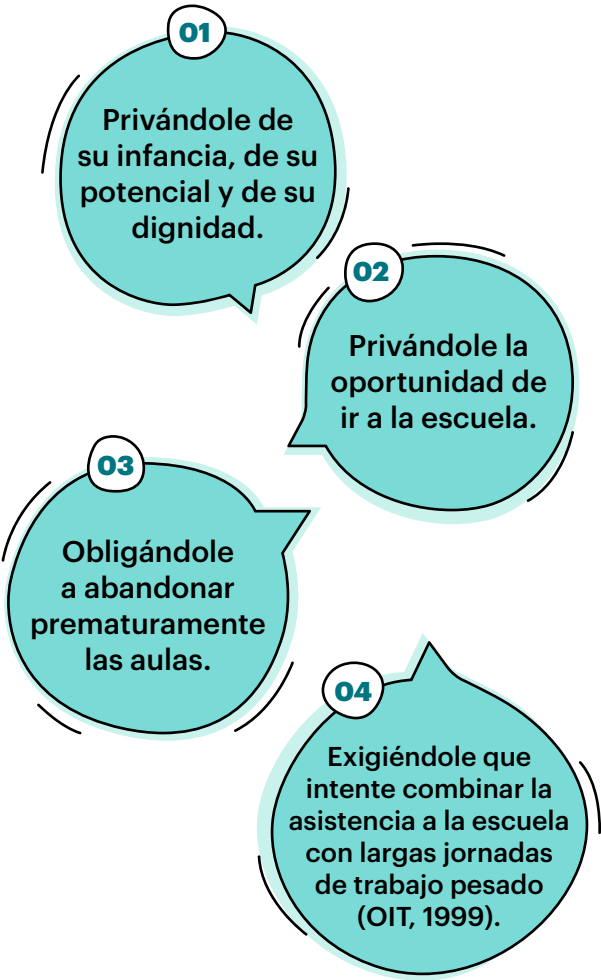 01
Privándole de
su infancia, de su
potencial y de su
dignidad.
02
Privándole la
oportunidad de
ir a la escuela.
03
Obligándole
a abandonar
prematuramente
las aulas.
04
Exigiéndole que
intente combinar la
asistencia a la escuela
con largas jornadas
de trabajo pesado
(OIT, 1999).